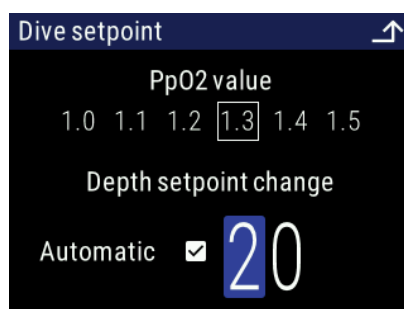 Dive setpoint
PpO2 value
1.0 1.1 1.2 1.3 1.4 1.5
Depth setpoint change
Automatic 20